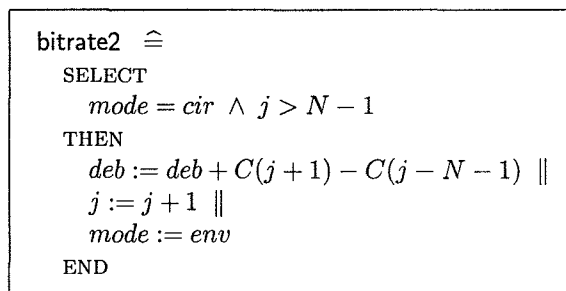 bitrate2 ≙
SELECT
mode = cir ∧ j > N − 1
THEN
deb := deb + C(j + 1) − C(j − N − 1) ∥
j := j + 1 ∥
mode := env
END